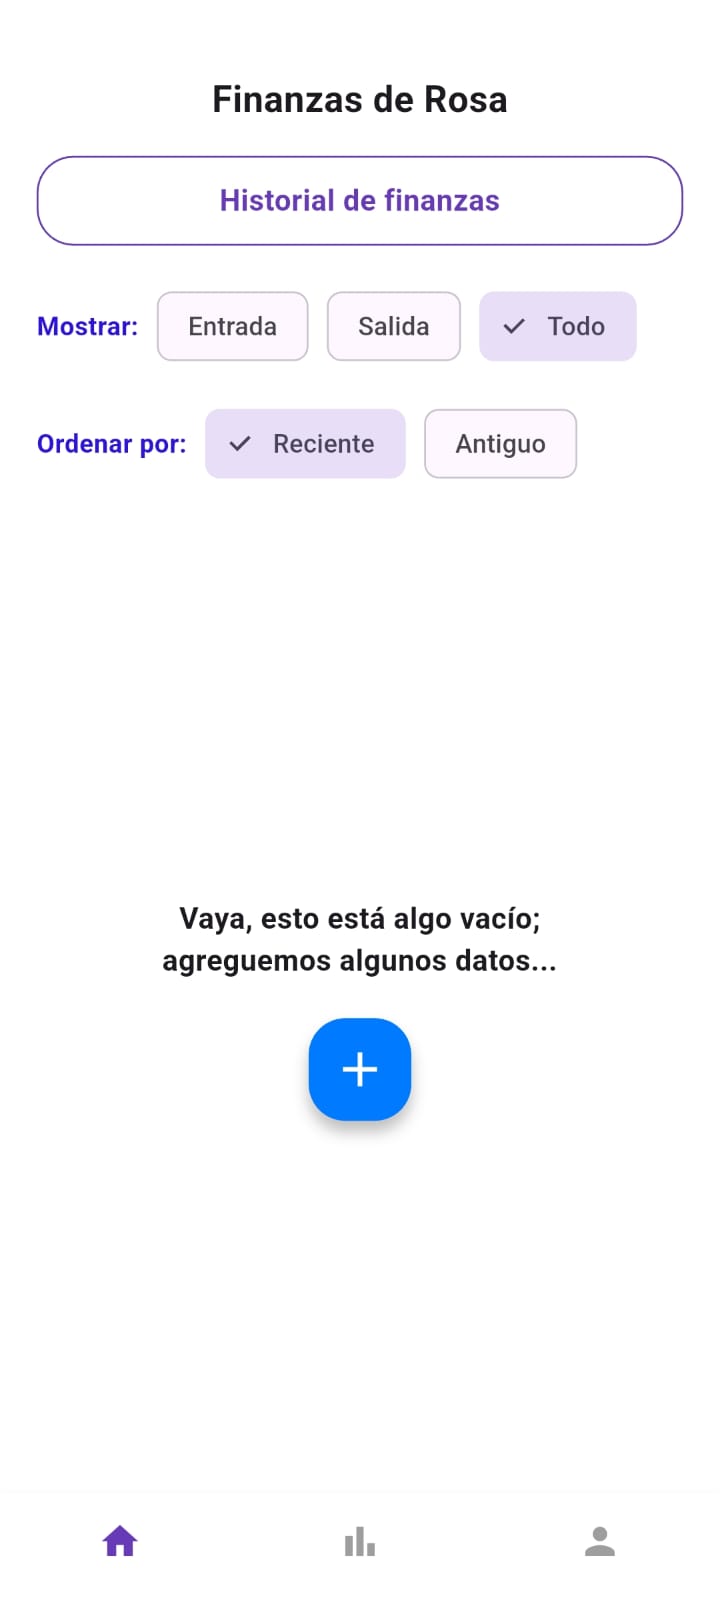 Finanzas de Rosa
Historial de finanzas
Mostrar: Entrada Salida Todo
Ordenar por: Reciente Antiguo
Vaya, esto está algo vacío;
agreguemos algunos datos...